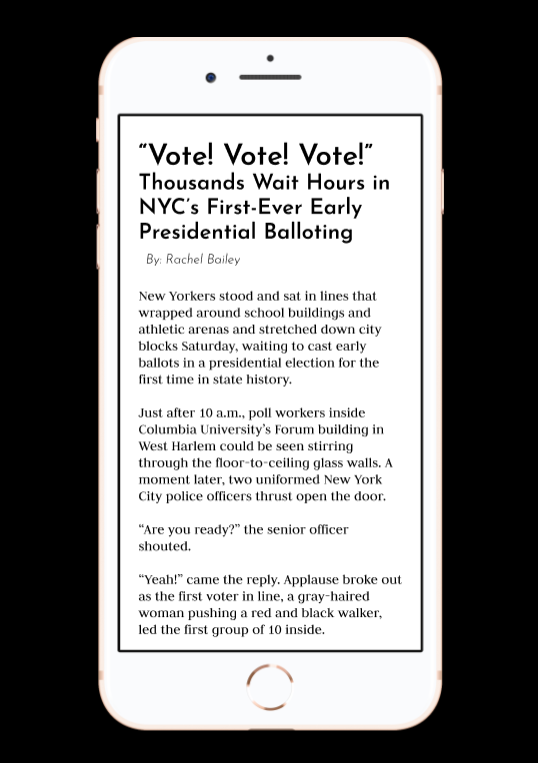 “Vote! Vote! Vote!”
Thousands Wait Hours in
NYC’s First-Ever Early
Presidential Balloting
By: Rachel Bailey
New Yorkers stood and sat in lines that
wrapped around school buildings and
athletic arenas and stretched down city
blocks Saturday, waiting to cast early
ballots in a presidential election for the
first time in state history.
Just after 10 a.m., poll workers inside
Columbia University’s Forum building in
West Harlem could be seen stirring
through the floor-to-ceiling glass walls. A
moment later, two uniformed New York
City police officers thrust open the door.
“Are you ready?” the senior officer
shouted.
“Yeah!” came the reply. Applause broke out
as the first voter in line, a gray-haired
woman pushing a red and black walker,
led the first group of 10 inside.